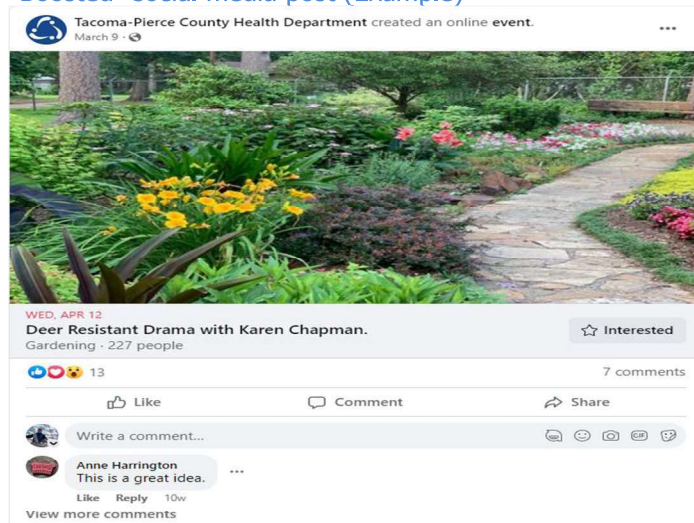 "Boosted" social media post (Example)
Tacoma-Pierce County Health Department created an online event.
March 9 ·
WED, APR 12
Deer Resistant Drama with Karen Chapman.
Interested
Gardening · 227 people
13
7 comments
Like
Comment
Share
Write a comment...
GIF
Anne Harrington
This is a great idea.
Like Reply 10w
View more comments